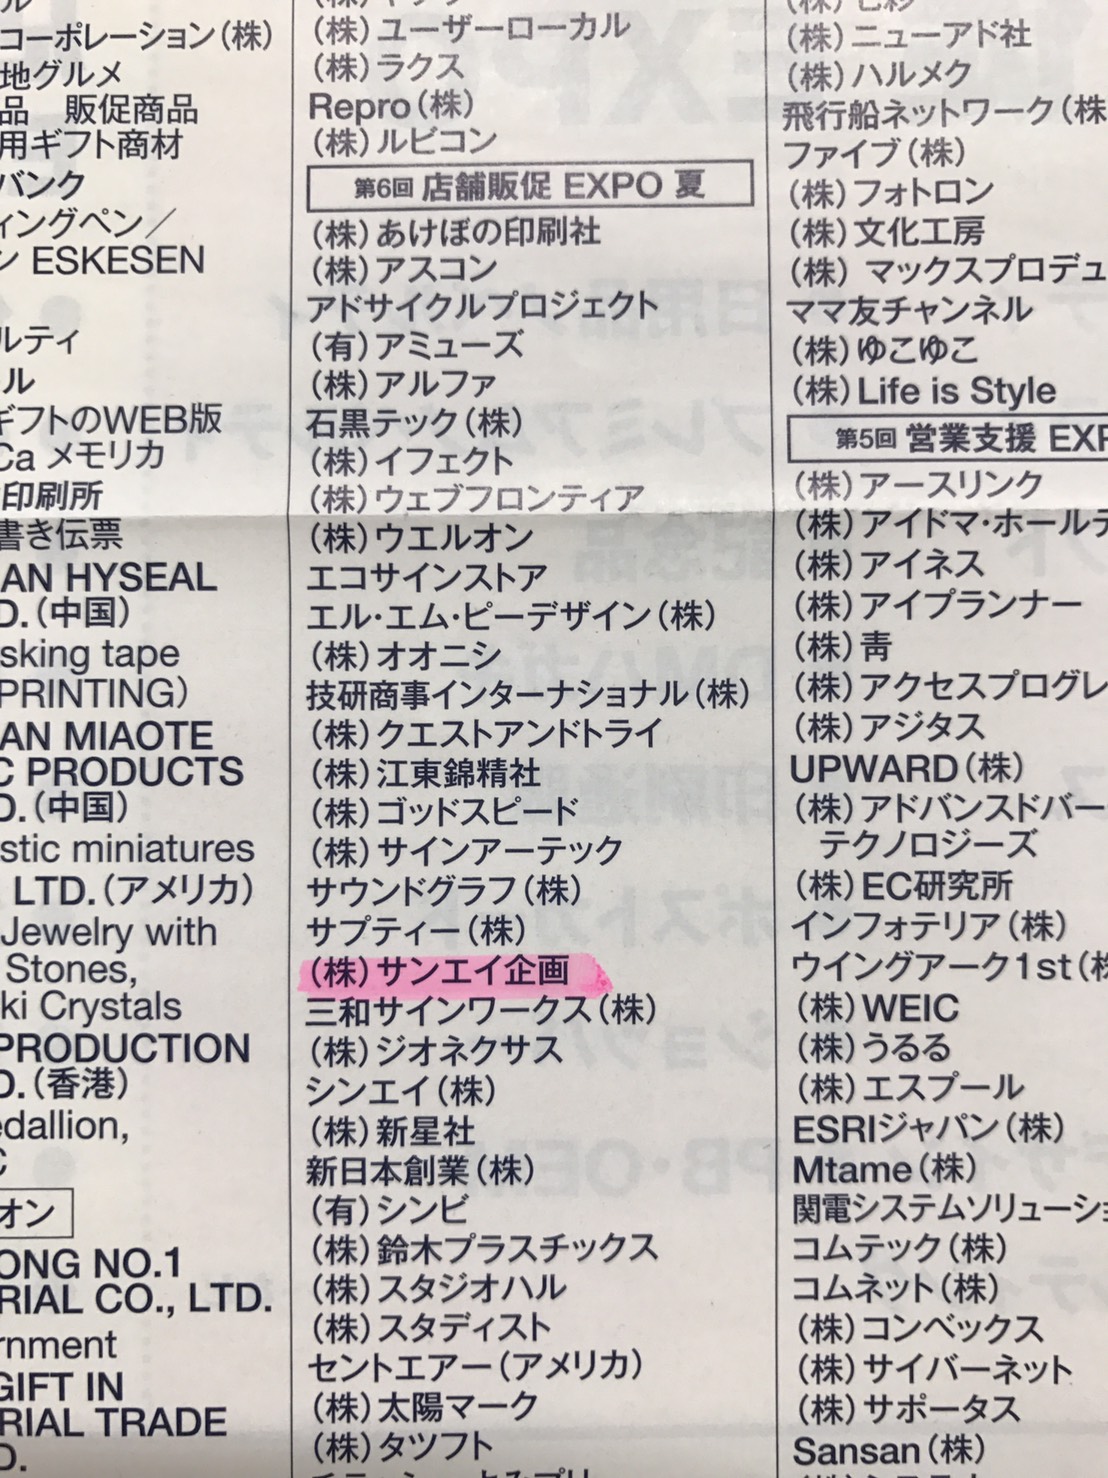 コーポレーション(株)
地グルメ
品　販促商品
用ギフト商材
バンク
ィングペン／
ン ESKESEN
ルティ
ル
ギフトのWEB版
Ca メモリカ
印刷所
書き伝票
AN HYSEAL
D.(中国)
sking tape
PRINTING)
AN MIAOTE
C PRODUCTS
D.(中国)
stic miniatures
LTD.(アメリカ)
Jewelry with
Stones,
ki Crystals
PRODUCTION
D.(香港)
edallion,
C
オン
ONG NO.1
RIAL CO., LTD.
rnment
GIFT IN
RIAL TRADE
D.
(株)ユーザーローカル
(株)ラクス
Repro(株)
(株)ルビコン
第6回 店舗販促 EXPO 夏
(株)あけぼの印刷社
(株)アスコン
アドサイクルプロジェクト
(有)アミューズ
(株)アルファ
石黒テック(株)
(株)イフェクト
(株)ウェブフロンティア
(株)ウエルオン
エコサインストア
エル・エム・ピーデザイン(株)
(株)オオニシ
技研商事インターナショナル(株)
(株)クエストアンドトライ
(株)江東錦精社
(株)ゴッドスピード
(株)サインアーテック
サウンドグラフ(株)
サプティー(株)
(株)サンエイ企画
三和サインワークス(株)
(株)ジオネクサス
シンエイ(株)
(株)新星社
新日本創業(株)
(有)シンビ
(株)鈴木プラスチックス
(株)スタジオハル
(株)スタディスト
セントエアー(アメリカ)
(株)太陽マーク
(株)タツフト
(株)ニューアド社
(株)ハルメク
飛行船ネットワーク(株
ファイブ(株)
(株)フォトロン
(株)文化工房
(株) マックスプロデュ
ママ友チャンネル
(株)ゆこゆこ
(株)Life is Style
第5回 営業支援 EXP
(株)アースリンク
(株)アイドマ・ホールデ
(株)アイネス
(株)アイプランナー
(株)青
(株)アクセスプログレ
(株)アジタス
UPWARD(株)
(株)アドバンスドバー
テクノロジーズ
(株)EC研究所
インフォテリア(株)
ウイングアーク1st(株
(株)WEIC
(株)うるる
(株)エスプール
ESRIジャパン(株)
Mtame(株)
関電システムソリューショ
コムテック(株)
コムネット(株)
(株)コンベックス
(株)サイバーネット
(株)サポータス
Sansan(株)